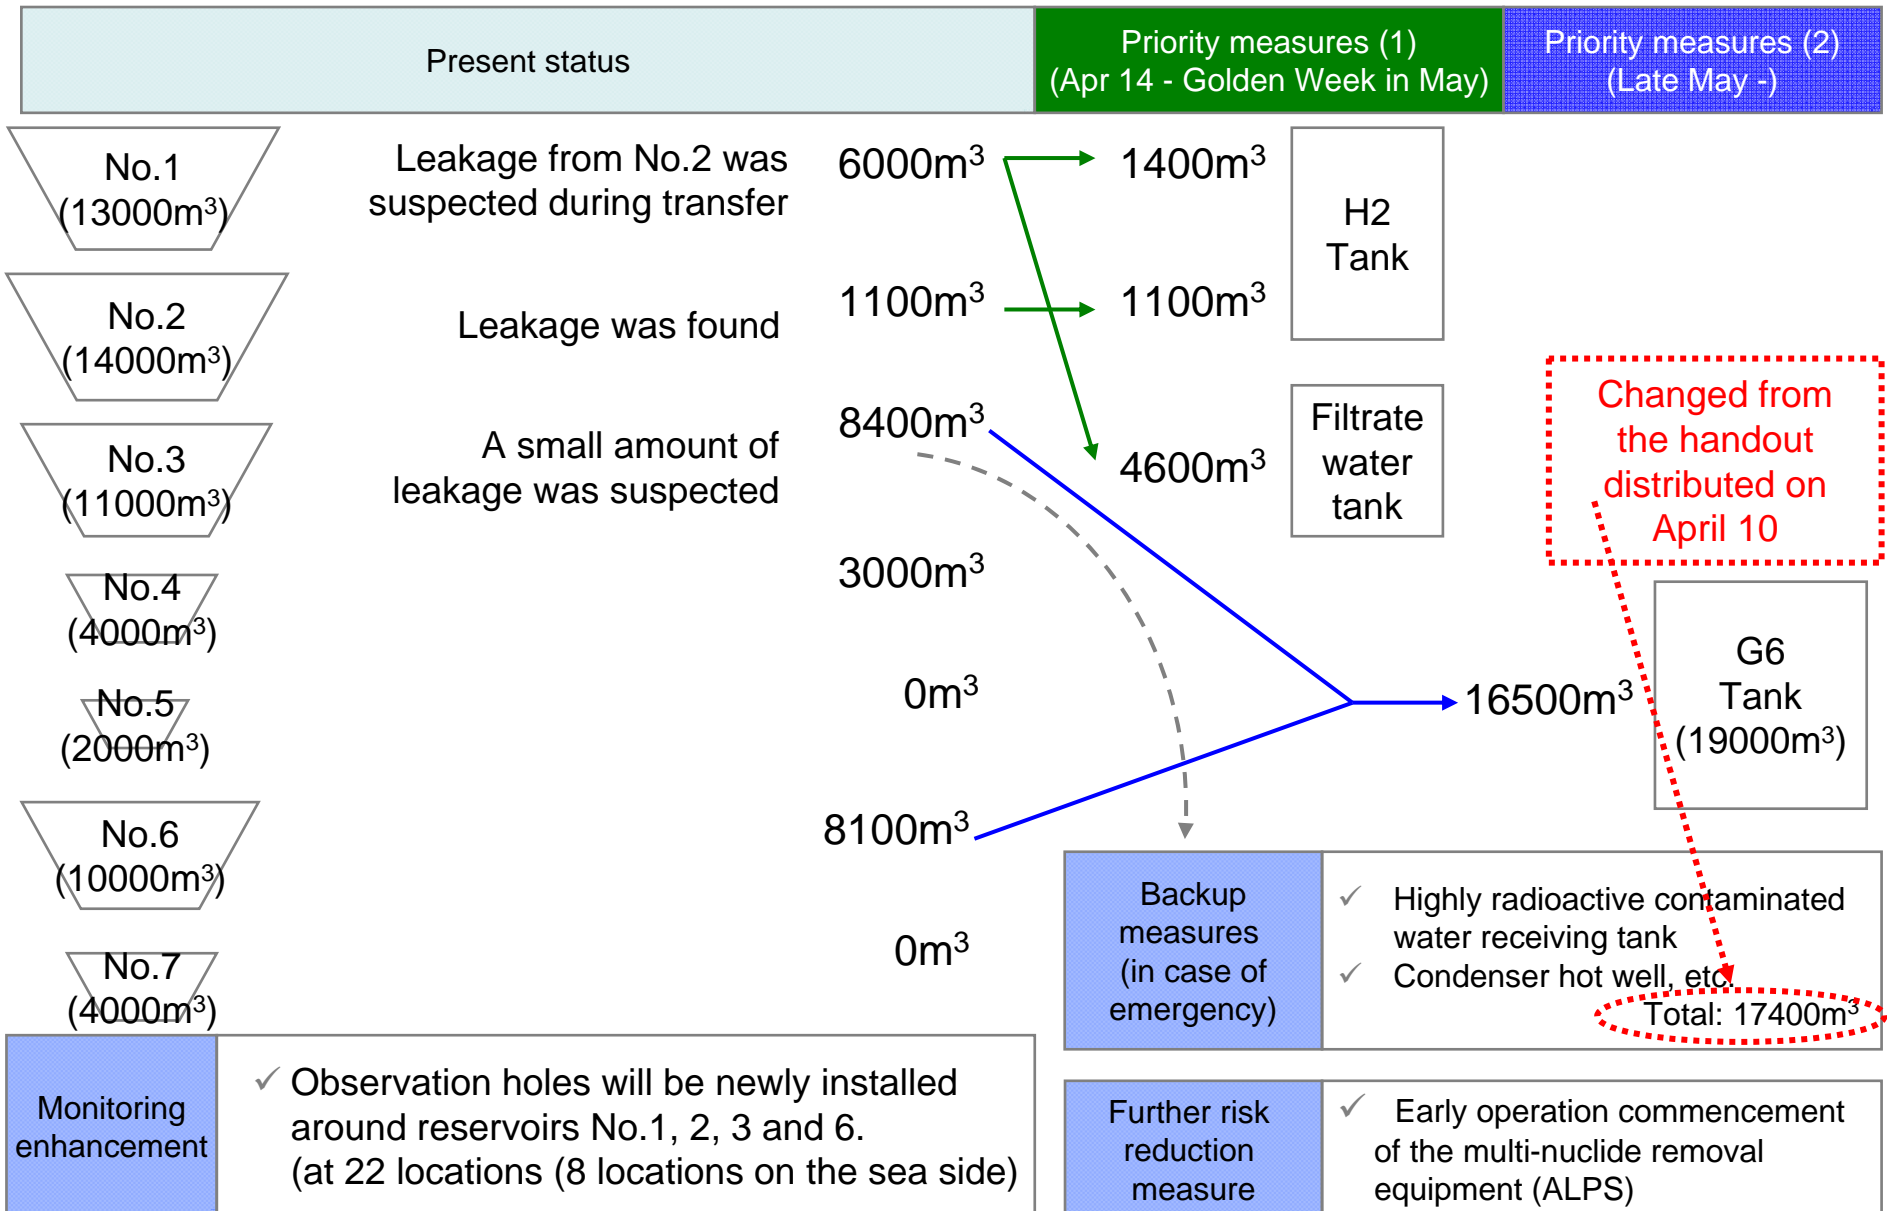 Present status
Priority measures (1)
(Apr 14 - Golden Week in May)
Priority measures (2)
(Late May -)
No.1
(13000m³)
Leakage from No.2 was
suspected during transfer
6000m³
1400m³
H2
Tank
No.2
(14000m³)
Leakage was found
1100m³
1100m³
No.3
(11000m³)
A small amount of
leakage was suspected
8400m³
4600m³
Filtrate
water
tank
Changed from
the handout
distributed on
April 10
No.4
(4000m³)
3000m³
No.5
(2000m³)
0m³
16500m³
G6
Tank
(19000m³)
No.6
(10000m³)
8100m³
No.7
(4000m³)
0m³
Backup
measures
(in case of
emergency)
✓ Highly radioactive contaminated
water receiving tank
✓ Condenser hot well, etc.
Total: 17400m³
Monitoring
enhancement
✓ Observation holes will be newly installed
around reservoirs No.1, 2, 3 and 6.
(at 22 locations (8 locations on the sea side)
Further risk
reduction
measure
✓ Early operation commencement
of the multi-nuclide removal
equipment (ALPS)